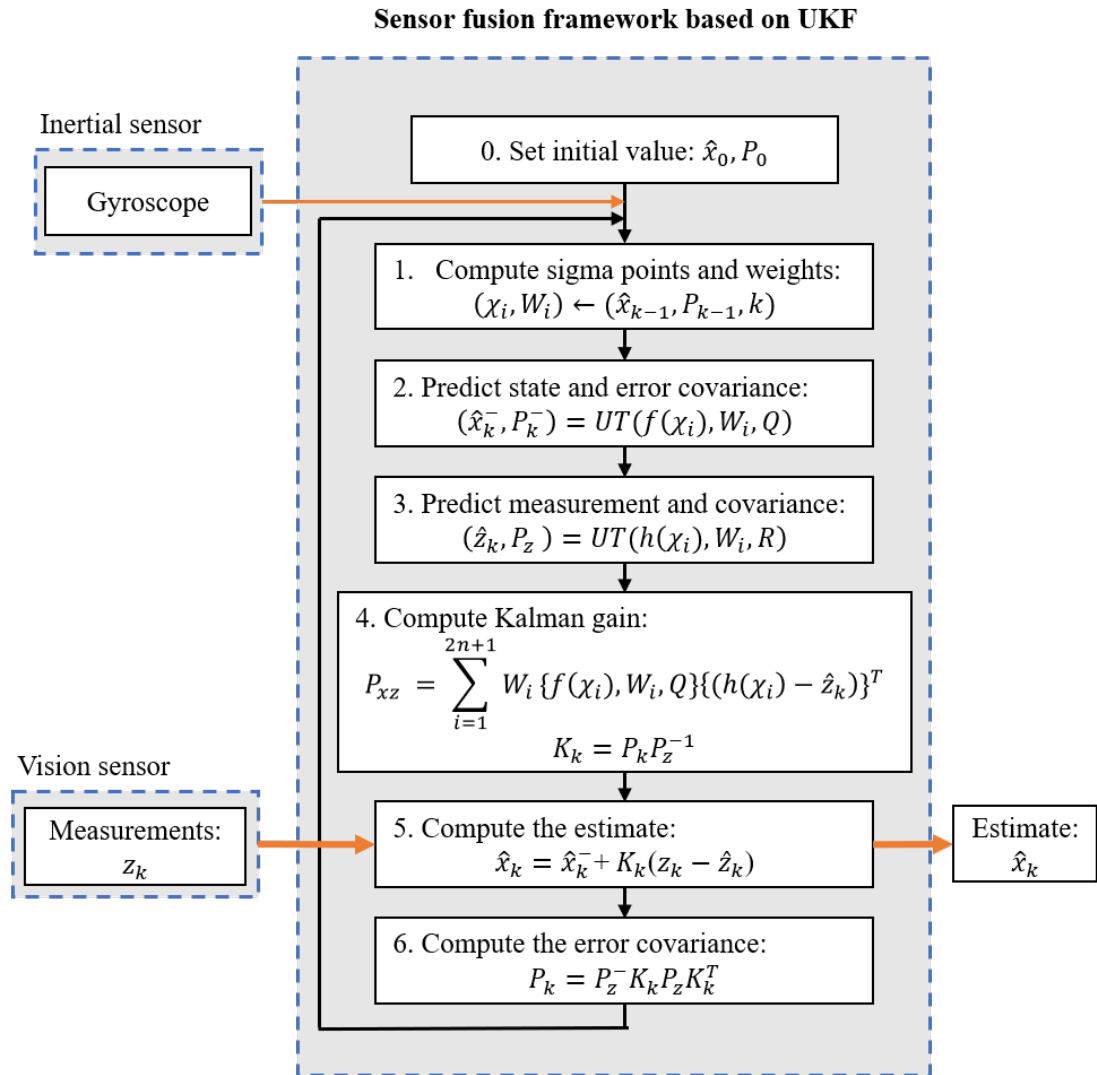 Sensor fusion framework based on UKF
Inertial sensor
Gyroscope
0. Set initial value: x̂₀, P₀
1. Compute sigma points and weights:
(χᵢ, Wᵢ) ← (x̂ₖ₋₁, Pₖ₋₁, k)
2. Predict state and error covariance:
(x̂ₖ⁻, Pₖ⁻) = UT(f(χᵢ), Wᵢ, Q)
3. Predict measurement and covariance:
(ẑₖ, P_z ) = UT(h(χᵢ), Wᵢ, R)
4. Compute Kalman gain:
P_xz = ∑_{i=1}^{2n+1} Wᵢ {f(χᵢ), Wᵢ, Q}{(h(χᵢ) − ẑₖ)}ᵀ
Kₖ = PₖP_z⁻¹
Vision sensor
Measurements:
zₖ
5. Compute the estimate:
x̂ₖ = x̂ₖ⁻ + Kₖ(zₖ − ẑₖ)
Estimate:
x̂ₖ
6. Compute the error covariance:
Pₖ = P_z⁻KₖP_zKₖᵀ